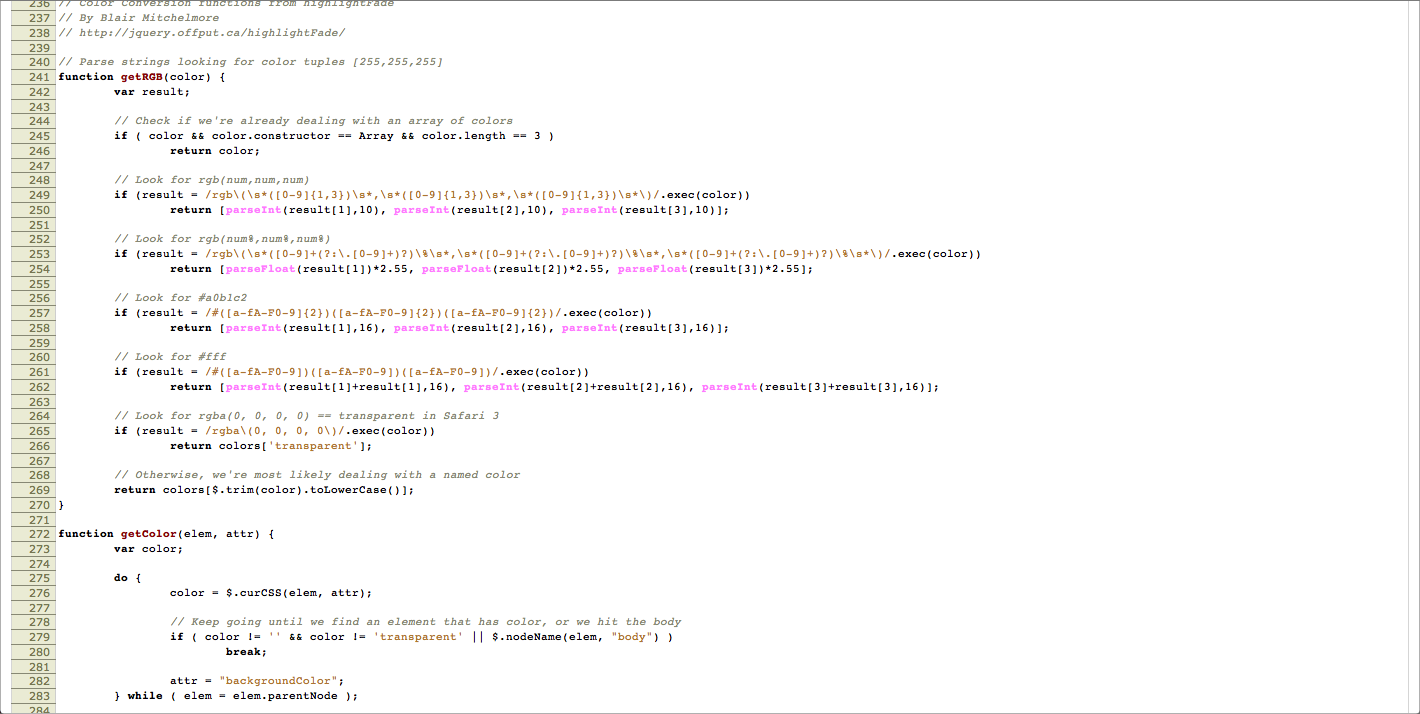 236 // Color Conversion functions from highlightFade
237 // By Blair Mitchelmore
238 // http://jquery.offput.ca/highlightFade/
239
240 // Parse strings looking for color tuples [255,255,255]
241 function getRGB(color) {
242         var result;
243
244         // Check if we're already dealing with an array of colors
245         if ( color && color.constructor == Array && color.length == 3 )
246                 return color;
247
248         // Look for rgb(num,num,num)
249         if (result = /rgb\(\s*([0-9]{1,3})\s*,\s*([0-9]{1,3})\s*,\s*([0-9]{1,3})\s*\)/.exec(color))
250                 return [parseInt(result[1],10), parseInt(result[2],10), parseInt(result[3],10)];
251
252         // Look for rgb(num%,num%,num%)
253         if (result = /rgb\(\s*([0-9]+(?:\.[0-9]+)?)\%\s*,\s*([0-9]+(?:\.[0-9]+)?)\%\s*,\s*([0-9]+(?:\.[0-9]+)?)\%\s*\)/.exec(color))
254                 return [parseFloat(result[1])*2.55, parseFloat(result[2])*2.55, parseFloat(result[3])*2.55];
255
256         // Look for #a0b1c2
257         if (result = /#([a-fA-F0-9]{2})([a-fA-F0-9]{2})([a-fA-F0-9]{2})/.exec(color))
258                 return [parseInt(result[1],16), parseInt(result[2],16), parseInt(result[3],16)];
259
260         // Look for #fff
261         if (result = /#([a-fA-F0-9])([a-fA-F0-9])([a-fA-F0-9])/.exec(color))
262                 return [parseInt(result[1]+result[1],16), parseInt(result[2]+result[2],16), parseInt(result[3]+result[3],16)];
263
264         // Look for rgba(0, 0, 0, 0) == transparent in Safari 3
265         if (result = /rgba\(0, 0, 0, 0\)/.exec(color))
266                 return colors['transparent'];
267
268         // Otherwise, we're most likely dealing with a named color
269         return colors[$.trim(color).toLowerCase()];
270 }
271
272 function getColor(elem, attr) {
273         var color;
274
275         do {
276                 color = $.curCSS(elem, attr);
277
278                 // Keep going until we find an element that has color, or we hit the body
279                 if ( color != '' && color != 'transparent' || $.nodeName(elem, "body") )
280                         break;
281
282                 attr = "backgroundColor";
283         } while ( elem = elem.parentNode );
284